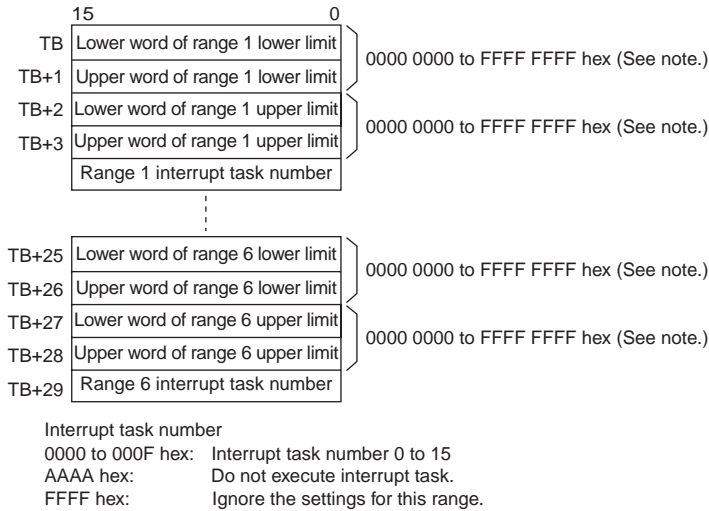 15 0
TB Lower word of range 1 lower limit
0000 0000 to FFFF FFFF hex (See note.)
TB+1 Upper word of range 1 lower limit
TB+2 Lower word of range 1 upper limit
0000 0000 to FFFF FFFF hex (See note.)
TB+3 Upper word of range 1 upper limit
Range 1 interrupt task number
TB+25 Lower word of range 6 lower limit
0000 0000 to FFFF FFFF hex (See note.)
TB+26 Upper word of range 6 lower limit
TB+27 Lower word of range 6 upper limit
0000 0000 to FFFF FFFF hex (See note.)
TB+28 Upper word of range 6 upper limit
TB+29 Range 6 interrupt task number
Interrupt task number
0000 to 000F hex: Interrupt task number 0 to 15
AAAA hex: Do not execute interrupt task.
FFFF hex: Ignore the settings for this range.